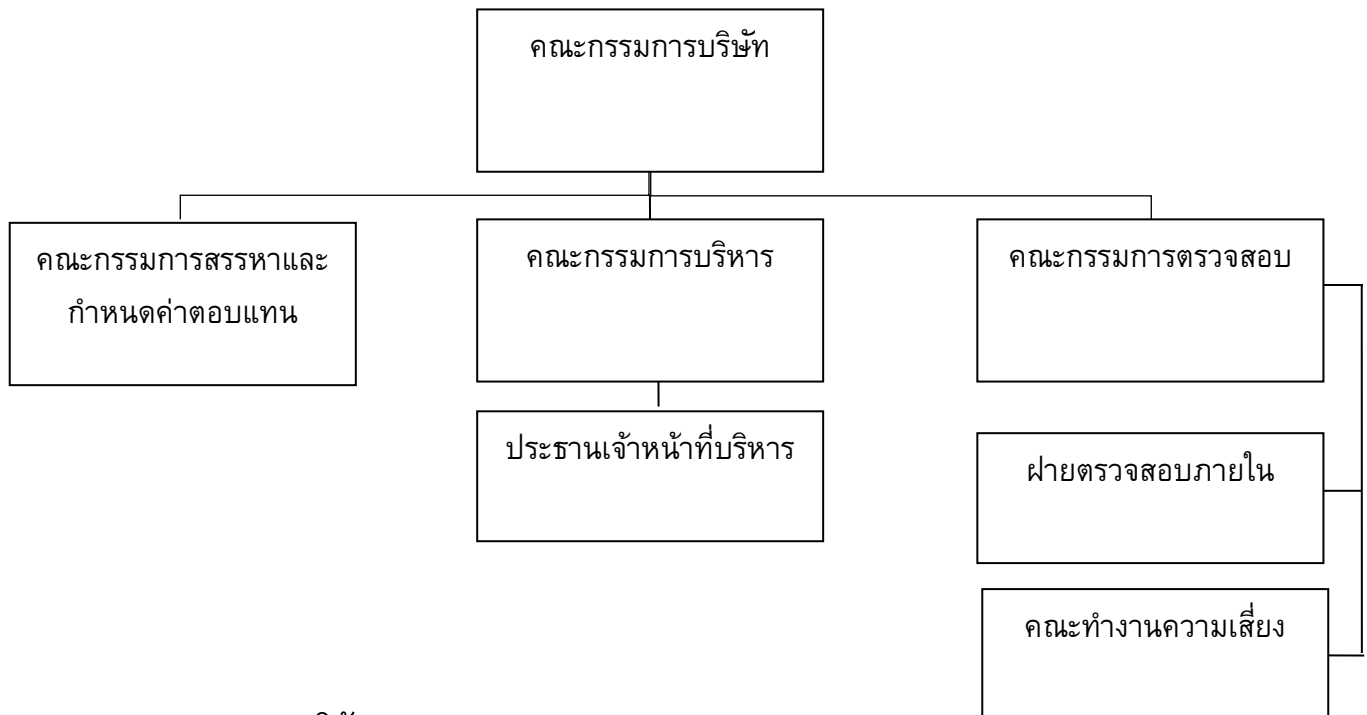 คณะกรรมการบริษัท
คณะกรรมการสรรหาและ
กำหนดค่าตอบแทน
คณะกรรมการบริหาร
คณะกรรมการตรวจสอบ
ประธานเจ้าหน้าที่บริหาร
ฝ่ายตรวจสอบภายใน
คณะทำงานความเสี่ยง